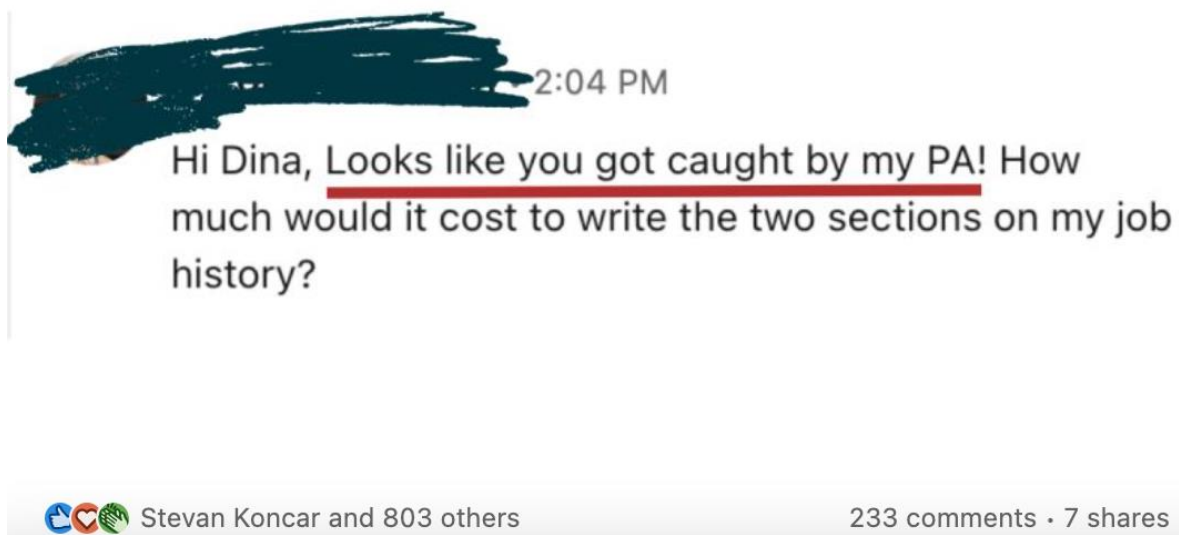 2:04 PM
Hi Dina, Looks like you got caught by my PA! How
much would it cost to write the two sections on my job
history?
Stevan Koncar and 803 others
233 comments · 7 shares